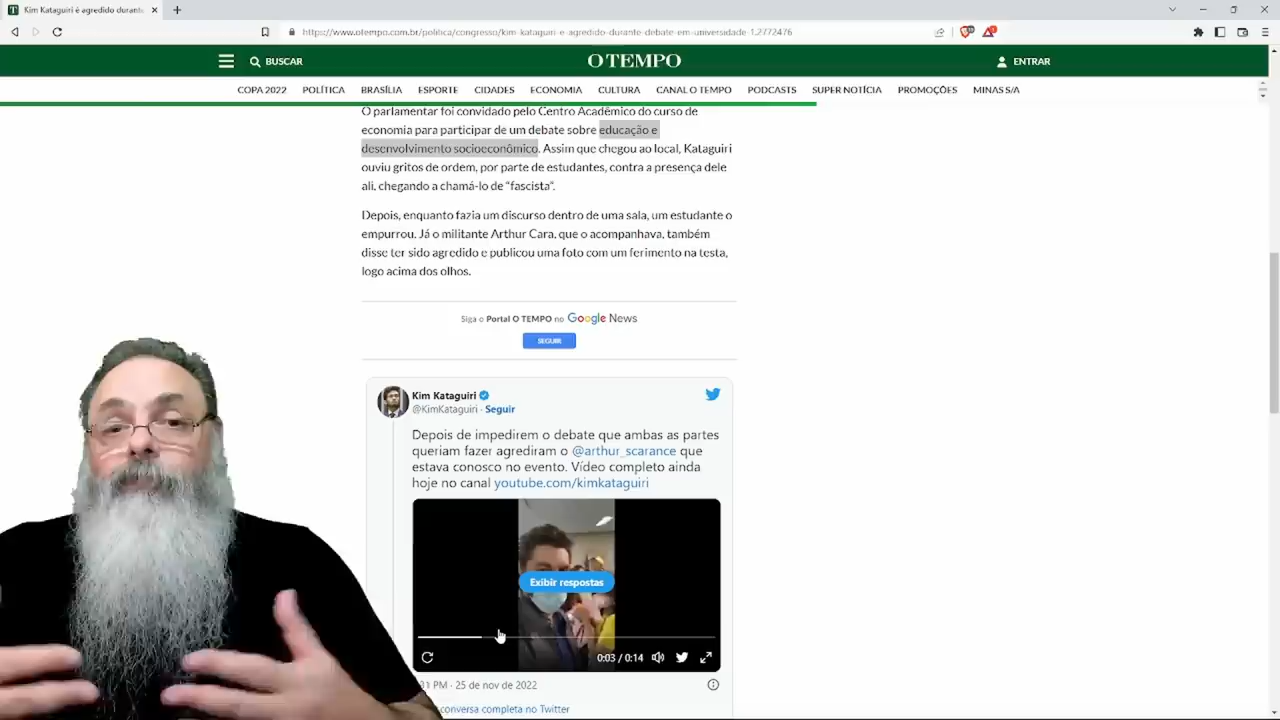 Kim Kataguiri é agredido durant
https://www.otempo.com.br/politica/congresso/kim-kataguiri-e-agredido-durante-debate-em-universidade-1.2772476
BUSCAR
O TEMPO
ENTRAR
COPA 2022 POLÍTICA BRASÍLIA ESPORTE CIDADES ECONOMIA CULTURA CANAL O TEMPO PODCASTS SUPER NOTÍCIA PROMOÇÕES MINAS S/A
O parlamentar foi convidado pelo Centro Acadêmico do curso de
economia para participar de um debate sobre educação e
desenvolvimento socioeconômico. Assim que chegou ao local, Kataguiri
ouviu gritos de ordem, por parte de estudantes, contra a presença dele
ali, chegando a chamá-lo de “fascista”.
Depois, enquanto fazia um discurso dentro de uma sala, um estudante o
empurrou. Já o militante Arthur Cara, que o acompanhava, também
disse ter sido agredido e publicou uma foto com um ferimento na testa,
logo acima dos olhos.
Siga o Portal O TEMPO no Google News
SEGUIR
Kim Kataguiri
@KimKataguiri · Seguir
Depois de impedirem o debate que ambas as partes
queriam fazer agrediram o @arthur_scarance que
estava conosco no evento. Vídeo completo ainda
hoje no canal youtube.com/kimkataguiri
Exibir respostas
0:03 / 0:14
31 PM · 25 de nov de 2022
conversa completa no Twitter